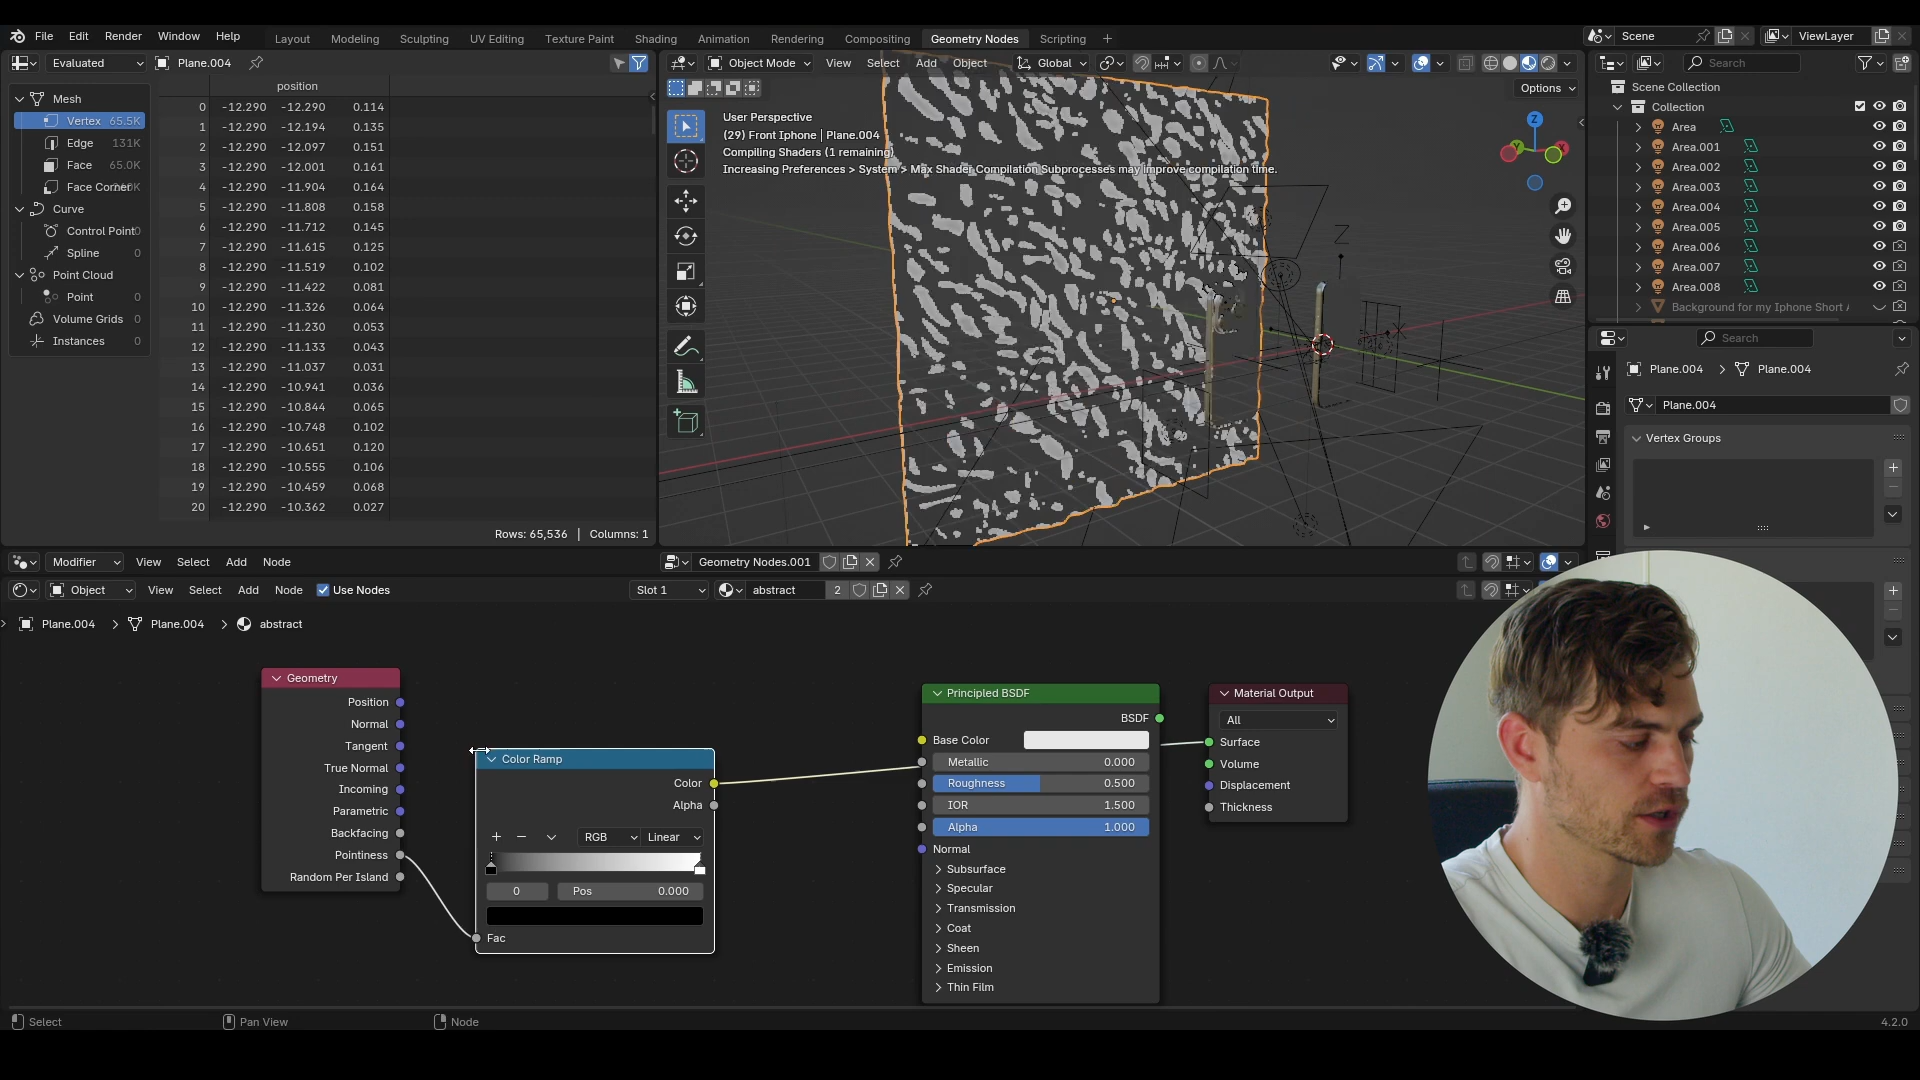 File Edit Render Window Help Layout Modeling Sculpting UV Editing Texture Paint Shading Animation Rendering Compositing Geometry Nodes Scripting + Scene ViewLayer
Evaluated Plane.004
Object Mode View Select Add Object Global
Search
position
Options
Scene Collection
Collection
Mesh
Vertex 65.5K
Edge 131K
Face 65.0K
Face Corn
Curve
Control Point 0
Spline 0
Point Cloud
Point 0
Volume Grids 0
Instances 0
0 -12.290 -12.290 0.114
1 -12.290 -12.194 0.135
2 -12.290 -12.097 0.151
3 -12.290 -12.001 0.161
4 -12.290 -11.904 0.164
5 -12.290 -11.808 0.158
6 -12.290 -11.712 0.145
7 -12.290 -11.615 0.125
8 -12.290 -11.519 0.102
9 -12.290 -11.422 0.081
10 -12.290 -11.326 0.064
11 -12.290 -11.230 0.053
12 -12.290 -11.133 0.043
13 -12.290 -11.037 0.031
14 -12.290 -10.941 0.036
15 -12.290 -10.844 0.065
16 -12.290 -10.748 0.102
17 -12.290 -10.651 0.120
18 -12.290 -10.555 0.106
19 -12.290 -10.459 0.068
20 -12.290 -10.362 0.027
Rows: 65,536 | Columns: 1
User Perspective
(29) Front Iphone | Plane.004
Compiling Shaders (1 remaining)
Increasing Preferences > System > Max Shader Compilation Subprocesses may improve compilation time.
Z
Area
Area.001
Area.002
Area.003
Area.004
Area.005
Area.006
Area.007
Area.008
Background for my Iphone Short
Search
Plane.004 > Plane.004
Plane.004
Vertex Groups
Modifier View Select Add Node Geometry Nodes.001
Object View Select Add Node Use Nodes Slot 1 abstract 2
Plane.004 > Plane.004 > abstract
Geometry
Position
Normal
Tangent
True Normal
Incoming
Parametric
Backfacing
Pointiness
Random Per Island
Color Ramp
Color
Alpha
RGB Linear
0 Pos 0.000
Fac
Principled BSDF
BSDF
Base Color
Metallic 0.000
Roughness 0.500
IOR 1.500
Alpha 1.000
Normal
Subsurface
Specular
Transmission
Coat
Sheen
Emission
Thin Film
Material Output
All
Surface
Volume
Displacement
Thickness
Select Pan View Node 4.2.0